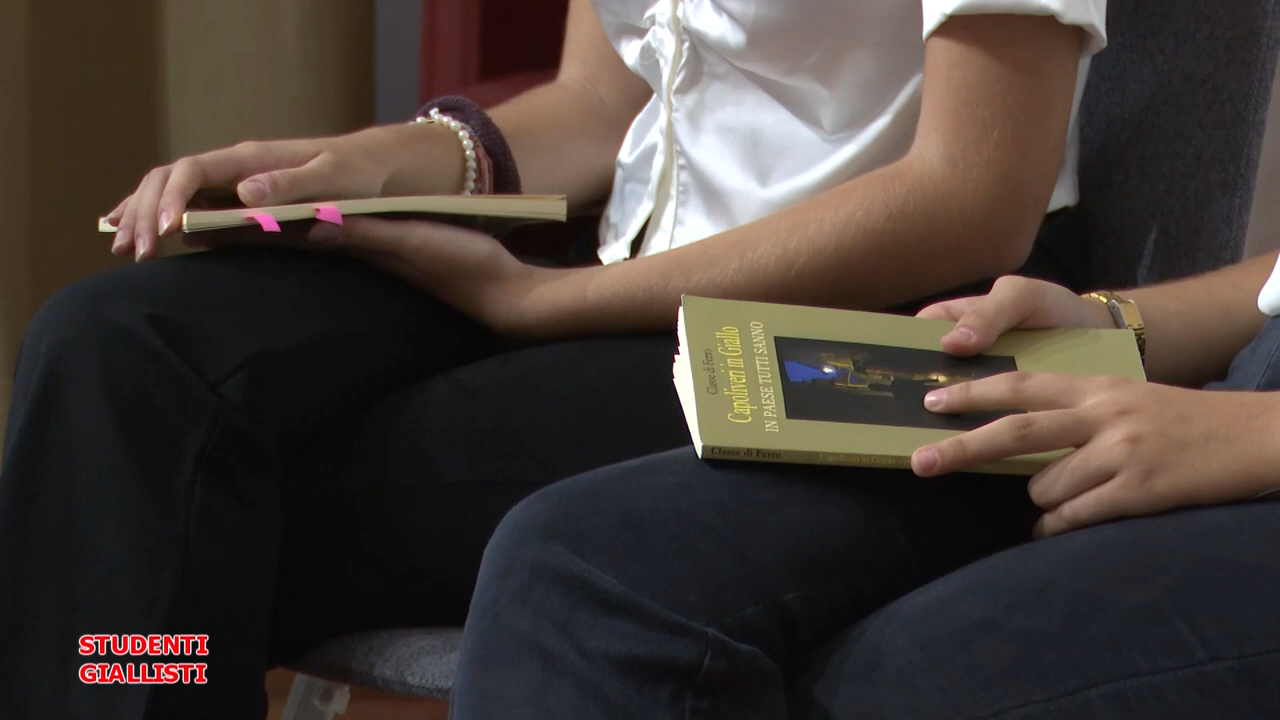 Classe di Ferro
Capoliveri in Giallo
IN PAESE TUTTI SANNO
Classe di Ferro
Capoliveri in Giallo
STUDENTI
GIALLISTI